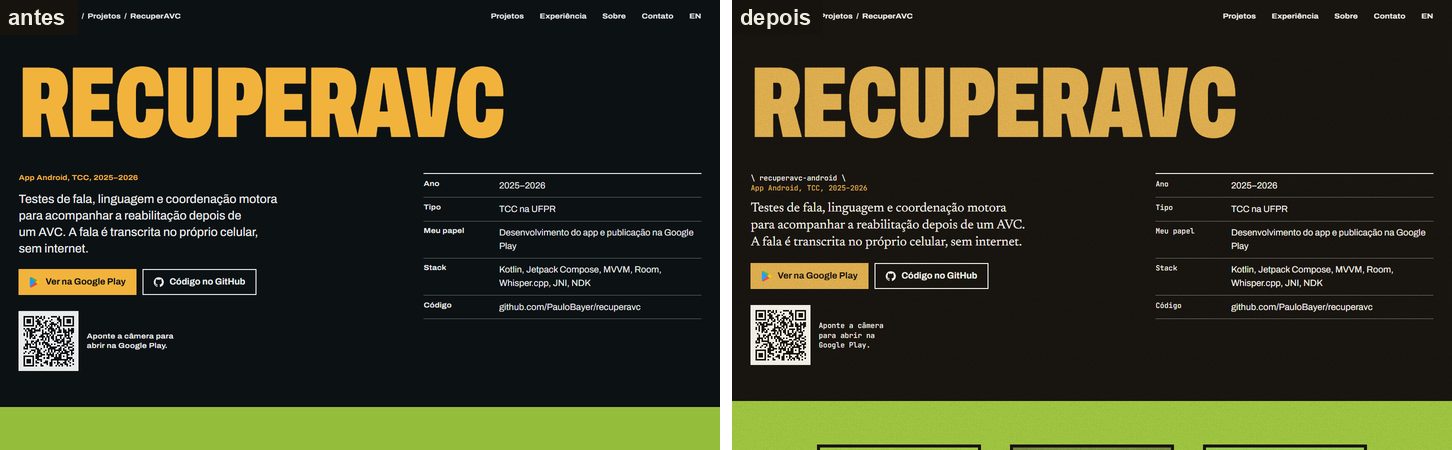 antes
/ Projetos / RecuperAVC
Projetos Experiência Sobre Contato EN
RECUPERAVC
App Android, TCC, 2025–2026
Testes de fala, linguagem e coordenação motora
para acompanhar a reabilitação depois de
um AVC. A fala é transcrita no próprio celular,
sem internet.
Ver na Google Play
Código no GitHub
Aponte a câmera para
abrir na Google Play.
Ano 2025–2026
Tipo TCC na UFPR
Meu papel Desenvolvimento do app e publicação na Google
Play
Stack Kotlin, Jetpack Compose, MVVM, Room,
Whisper.cpp, JNI, NDK
Código github.com/PauloBayer/recuperavc
depois
Projetos / RecuperAVC
Projetos Experiência Sobre Contato EN
RECUPERAVC
\ recuperavc-android \
App Android, TCC, 2025–2026
Testes de fala, linguagem e coordenação motora
para acompanhar a reabilitação depois de um AVC.
A fala é transcrita no próprio celular, sem internet.
Ver na Google Play
Código no GitHub
Aponte a câmera
para abrir na
Google Play.
Ano 2025–2026
Tipo TCC na UFPR
Meu papel Desenvolvimento do app e publicação na Google
Play
Stack Kotlin, Jetpack Compose, MVVM, Room,
Whisper.cpp, JNI, NDK
Código github.com/PauloBayer/recuperavc